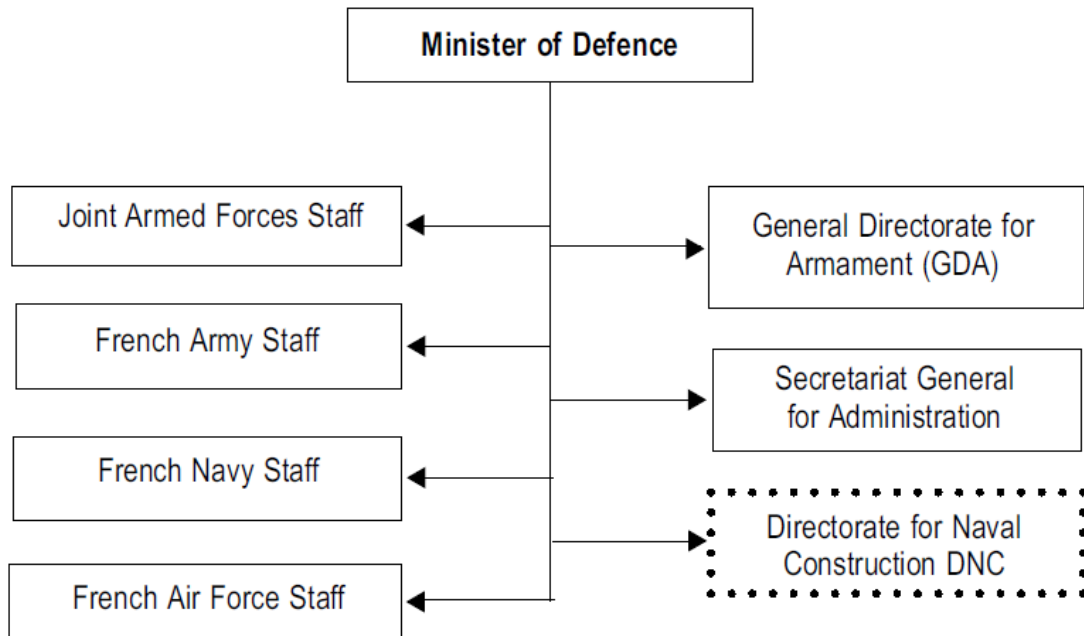 Minister of Defence
Joint Armed Forces Staff
General Directorate for
Armament (GDA)
French Army Staff
Secretariat General
for Administration
French Navy Staff
Directorate for Naval
Construction DNC
French Air Force Staff